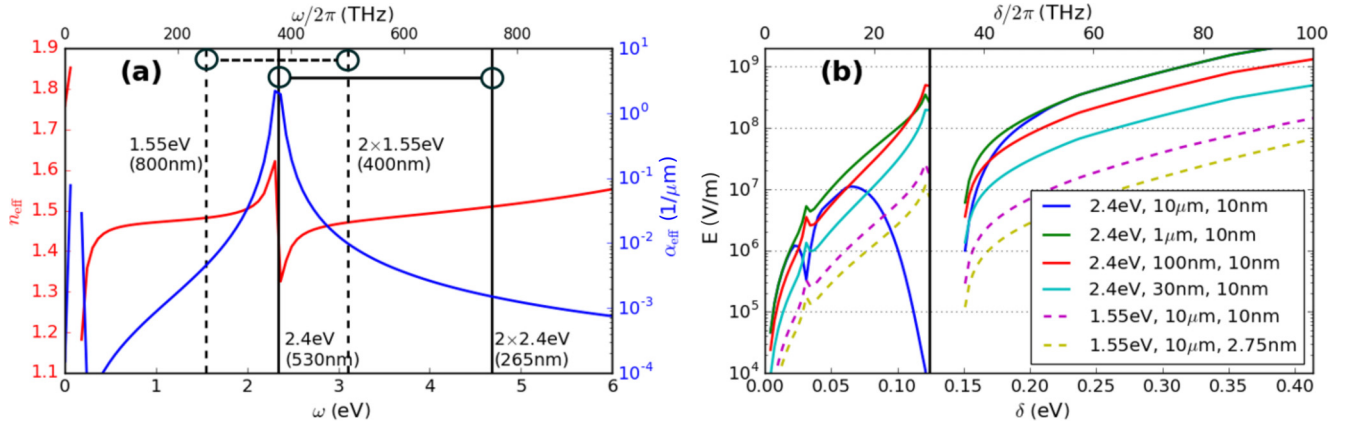 ω/2π (THz)
0 200 400 600 800
(a)
1.9
1.8
1.7
1.6
1.5
1.4
1.3
1.2
1.1
n_eff
10^1
10^0
10^-1
10^-2
10^-3
10^-4
α_eff (1/μm)
1.55eV
(800nm)
2×1.55eV
(400nm)
2.4eV
(530nm)
2×2.4eV
(265nm)
0 1 2 3 4 5 6
ω (eV)
δ/2π (THz)
0 20 40 60 80 100
(b)
10^9
10^8
10^7
10^6
10^5
10^4
E (V/m)
2.4eV, 10μm, 10nm
2.4eV, 1μm, 10nm
2.4eV, 100nm, 10nm
2.4eV, 30nm, 10nm
1.55eV, 10μm, 10nm
1.55eV, 10μm, 2.75nm
0.00 0.05 0.10 0.15 0.20 0.25 0.30 0.35 0.40
δ (eV)